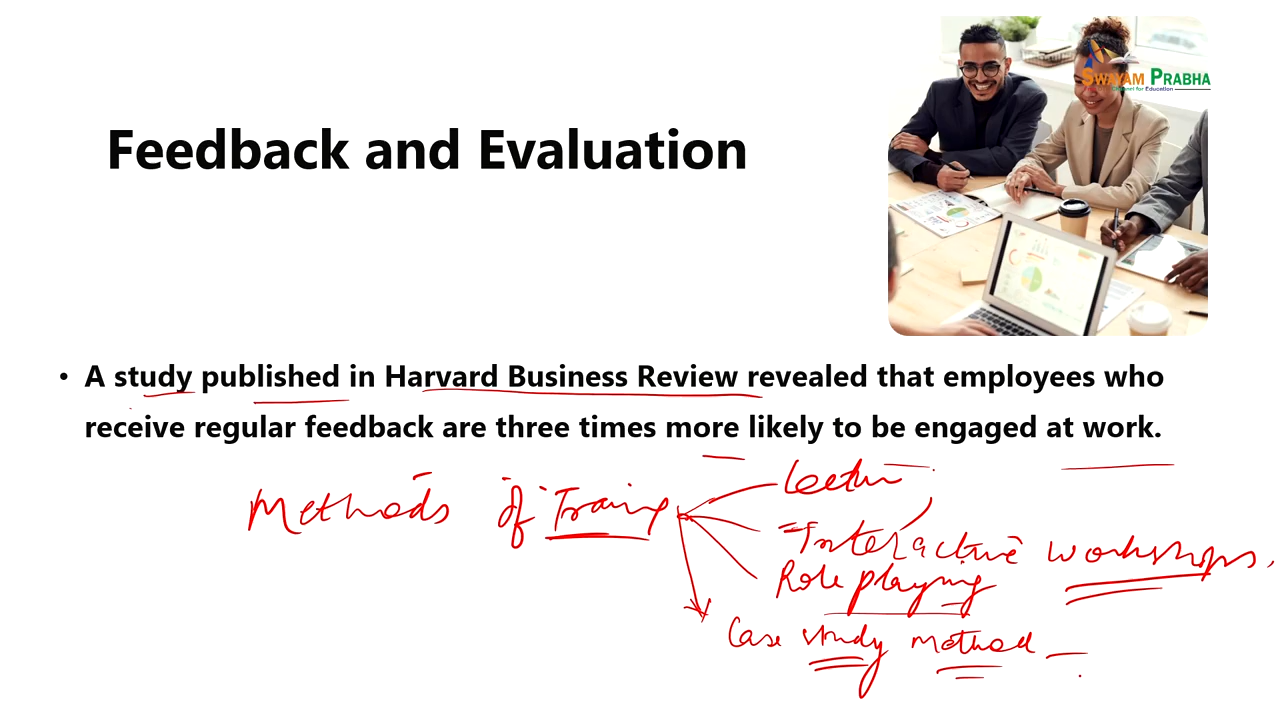 SWAYAM PRABHA
Feedback and Evaluation
• A study published in Harvard Business Review revealed that employees who
receive regular feedback are three times more likely to be engaged at work.
Methods of Training
Lecture
Interactive workshops,
Role playing
Case study method